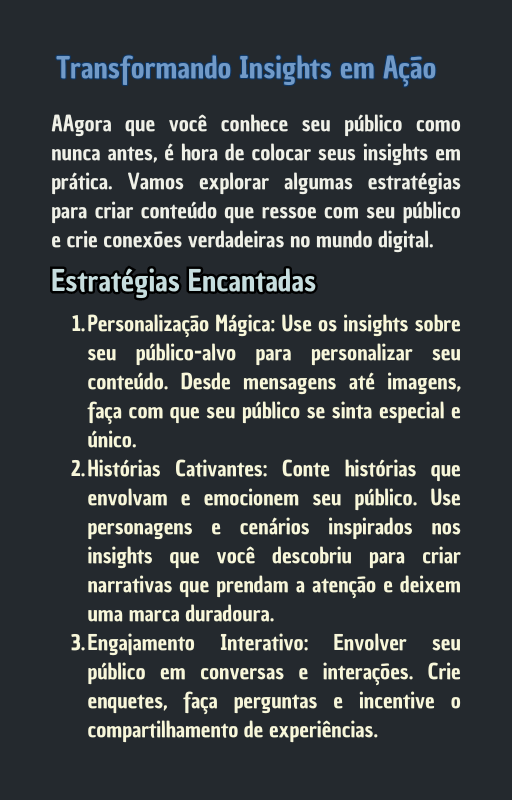 Transformando Insights em Ação
AAgora que você conhece seu público como
nunca antes, é hora de colocar seus insights em
prática. Vamos explorar algumas estratégias
para criar conteúdo que ressoe com seu público
e crie conexões verdadeiras no mundo digital.
Estratégias Encantadas
1. Personalização Mágica: Use os insights sobre
seu público-alvo para personalizar seu
conteúdo. Desde mensagens até imagens,
faça com que seu público se sinta especial e
único.
2. Histórias Cativantes: Conte histórias que
envolvam e emocionem seu público. Use
personagens e cenários inspirados nos
insights que você descobriu para criar
narrativas que prendam a atenção e deixem
uma marca duradoura.
3. Engajamento Interativo: Envolver seu
público em conversas e interações. Crie
enquetes, faça perguntas e incentive o
compartilhamento de experiências.